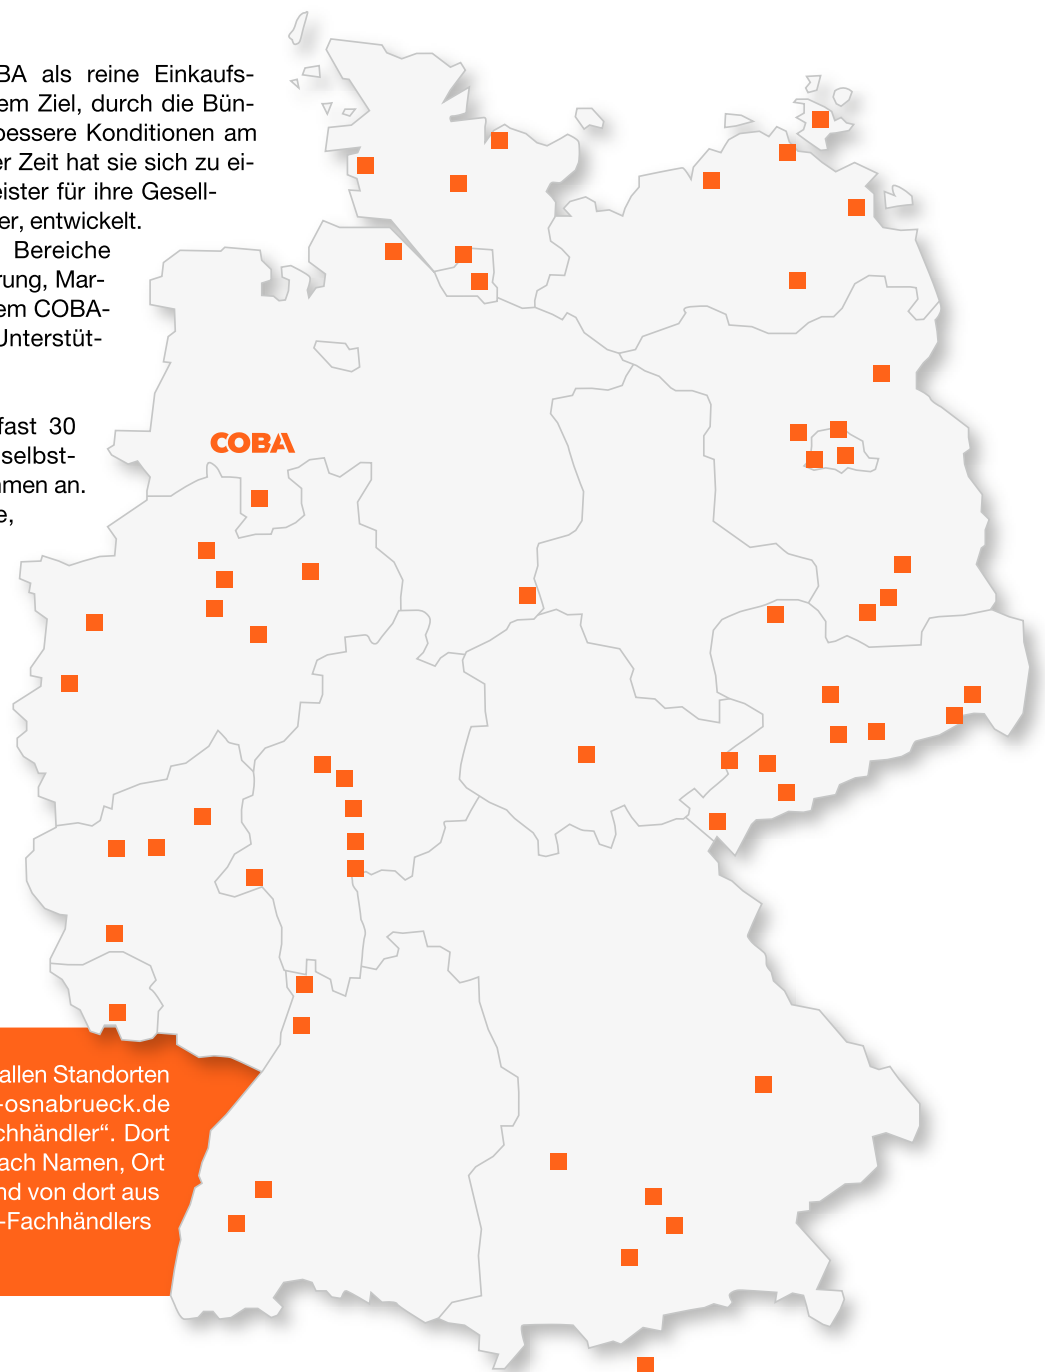 BA als reine Einkaufs-
em Ziel, durch die Bün-
bessere Konditionen am
er Zeit hat sie sich zu ei-
eister für ihre Gesell-
er, entwickelt.
Bereiche
rung, Mar-
em COBA-
Unterstüt-
fast 30
selbst-
hmen an.
e,
COBA
allen Standorten
-osnabrueck.de
chhändler“. Dort
ach Namen, Ort
nd von dort aus
-Fachhändlers